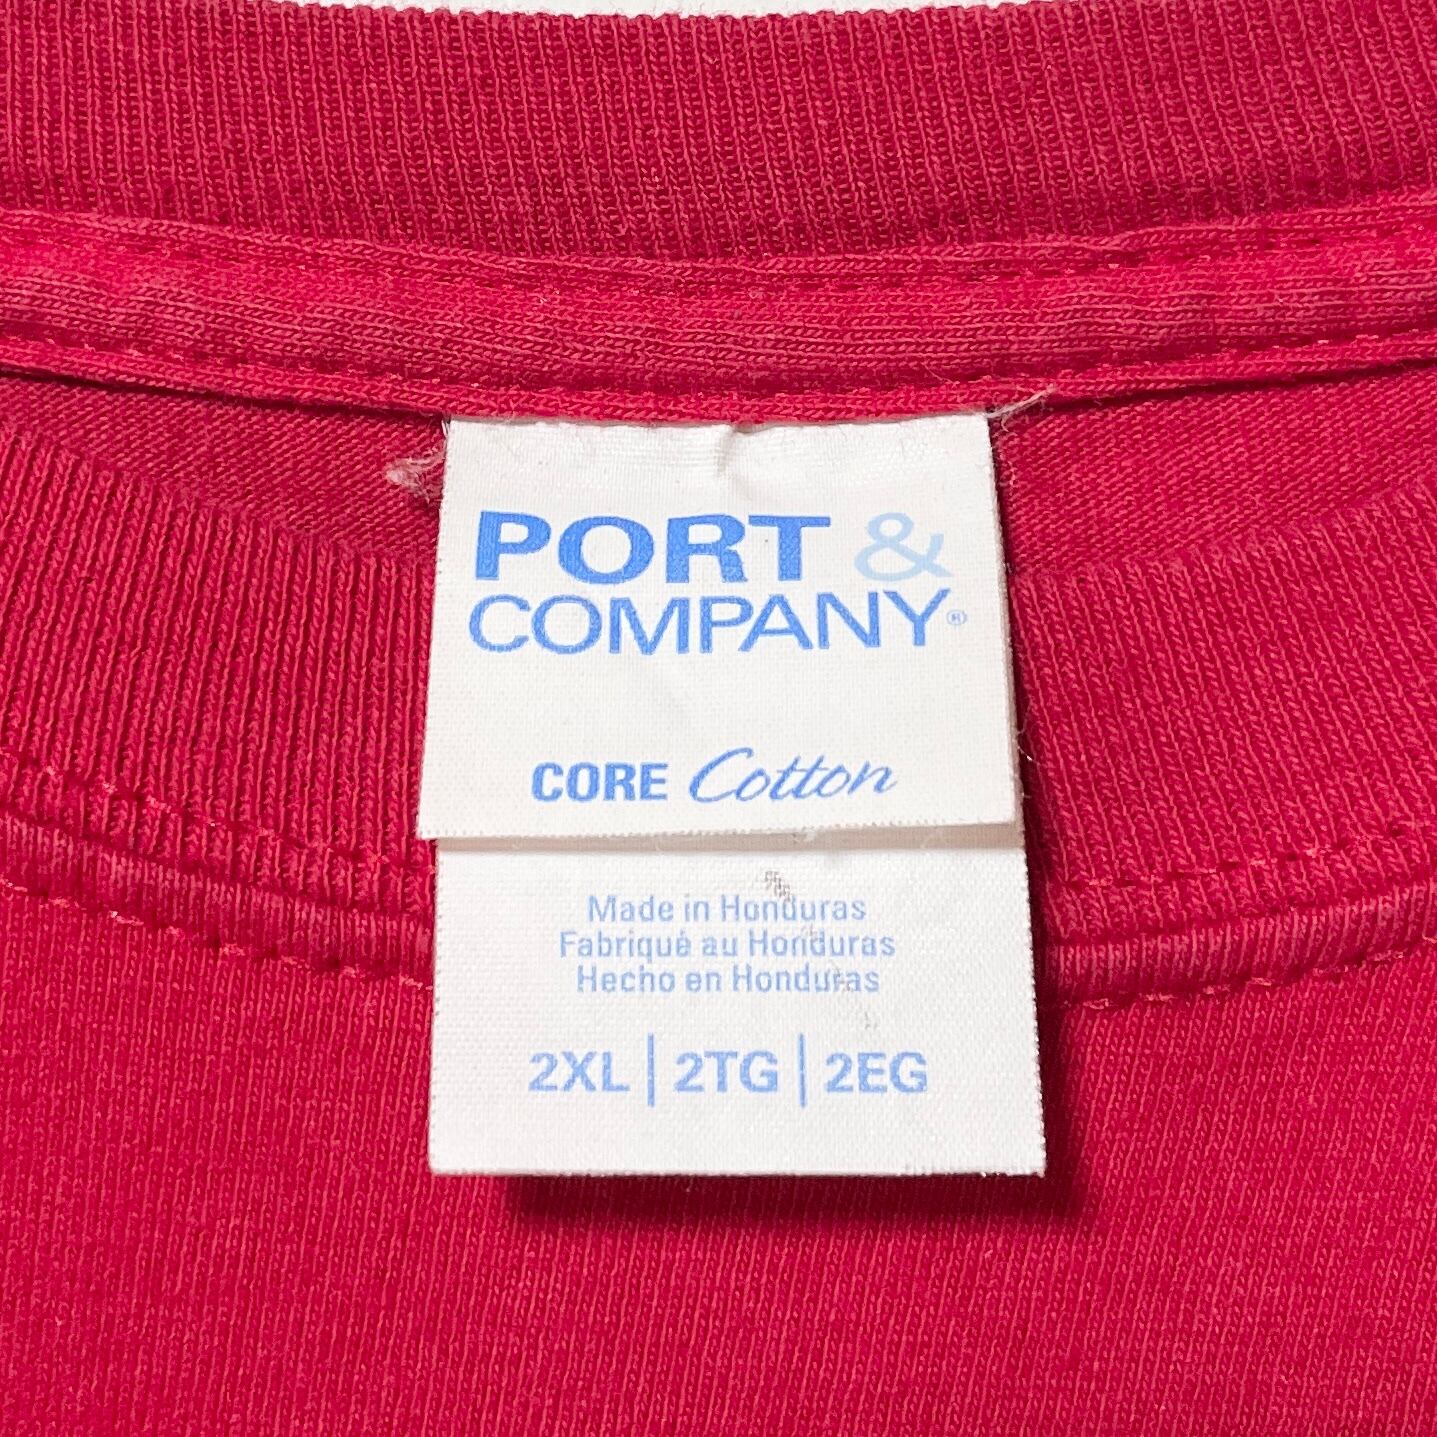 PORT &
COMPANY®
CORE Cotton
Made in Honduras
Fabriqué au Honduras
Hecho en Honduras
2XL | 2TG | 2EG